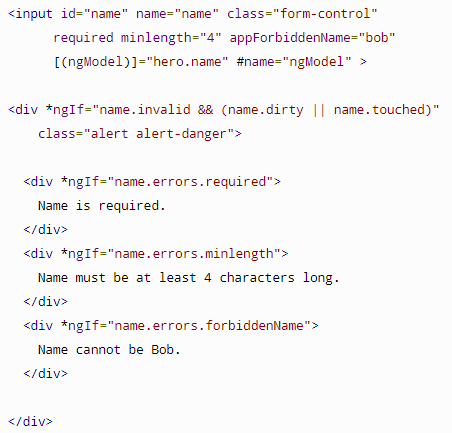 <input id="name" name="name" class="form-control"
required minlength="4" appForbiddenName="bob"
[(ngModel)]="hero.name" #name="ngModel" >
<div *ngIf="name.invalid && (name.dirty || name.touched)"
class="alert alert-danger">
<div *ngIf="name.errors.required">
Name is required.
</div>
<div *ngIf="name.errors.minlength">
Name must be at least 4 characters long.
</div>
<div *ngIf="name.errors.forbiddenName">
Name cannot be Bob.
</div>
</div>